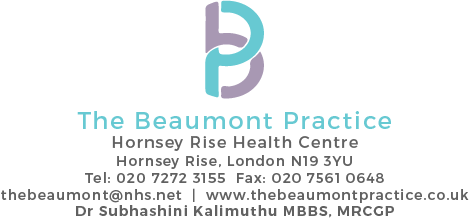 The Beaumont Practice
Hornsey Rise Health Centre
Hornsey Rise, London N19 3YU
Tel: 020 7272 3155  Fax: 020 7561 0648
thebeaumont@nhs.net  |  www.thebeaumontpractice.co.uk
Dr Subhashini Kalimuthu MBBS, MRCGP